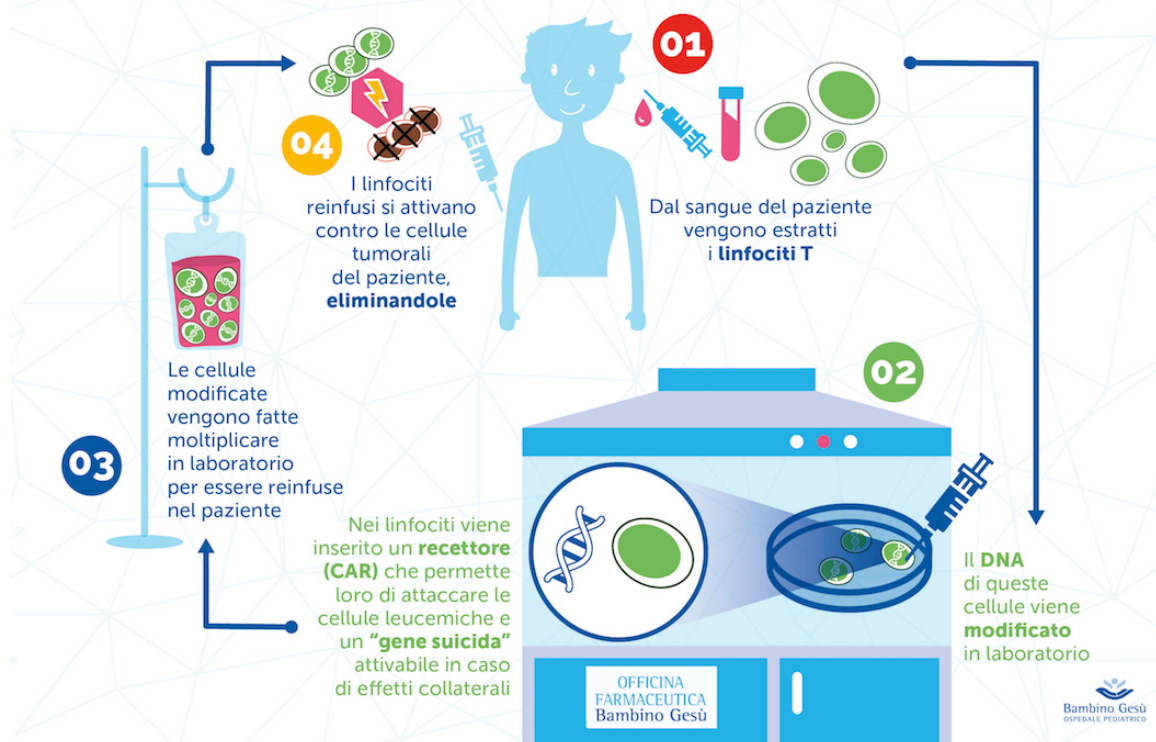 01
Dal sangue del paziente
vengono estratti
i linfociti T
02
Il DNA
di queste
cellule viene
modificato
in laboratorio
Nei linfociti viene
inserito un recettore
(CAR) che permette
loro di attaccare le
cellule leucemiche e
un “gene suicida”
attivabile in caso
di effetti collaterali
OFFICINA
FARMACEUTICA
Bambino Gesù
03
Le cellule
modificate
vengono fatte
moltiplicare
in laboratorio
per essere reinfuse
nel paziente
04
I linfociti
reinfusi si attivano
contro le cellule
tumorali
del paziente,
eliminandole
Bambino Gesù
OSPEDALE PEDIATRICO